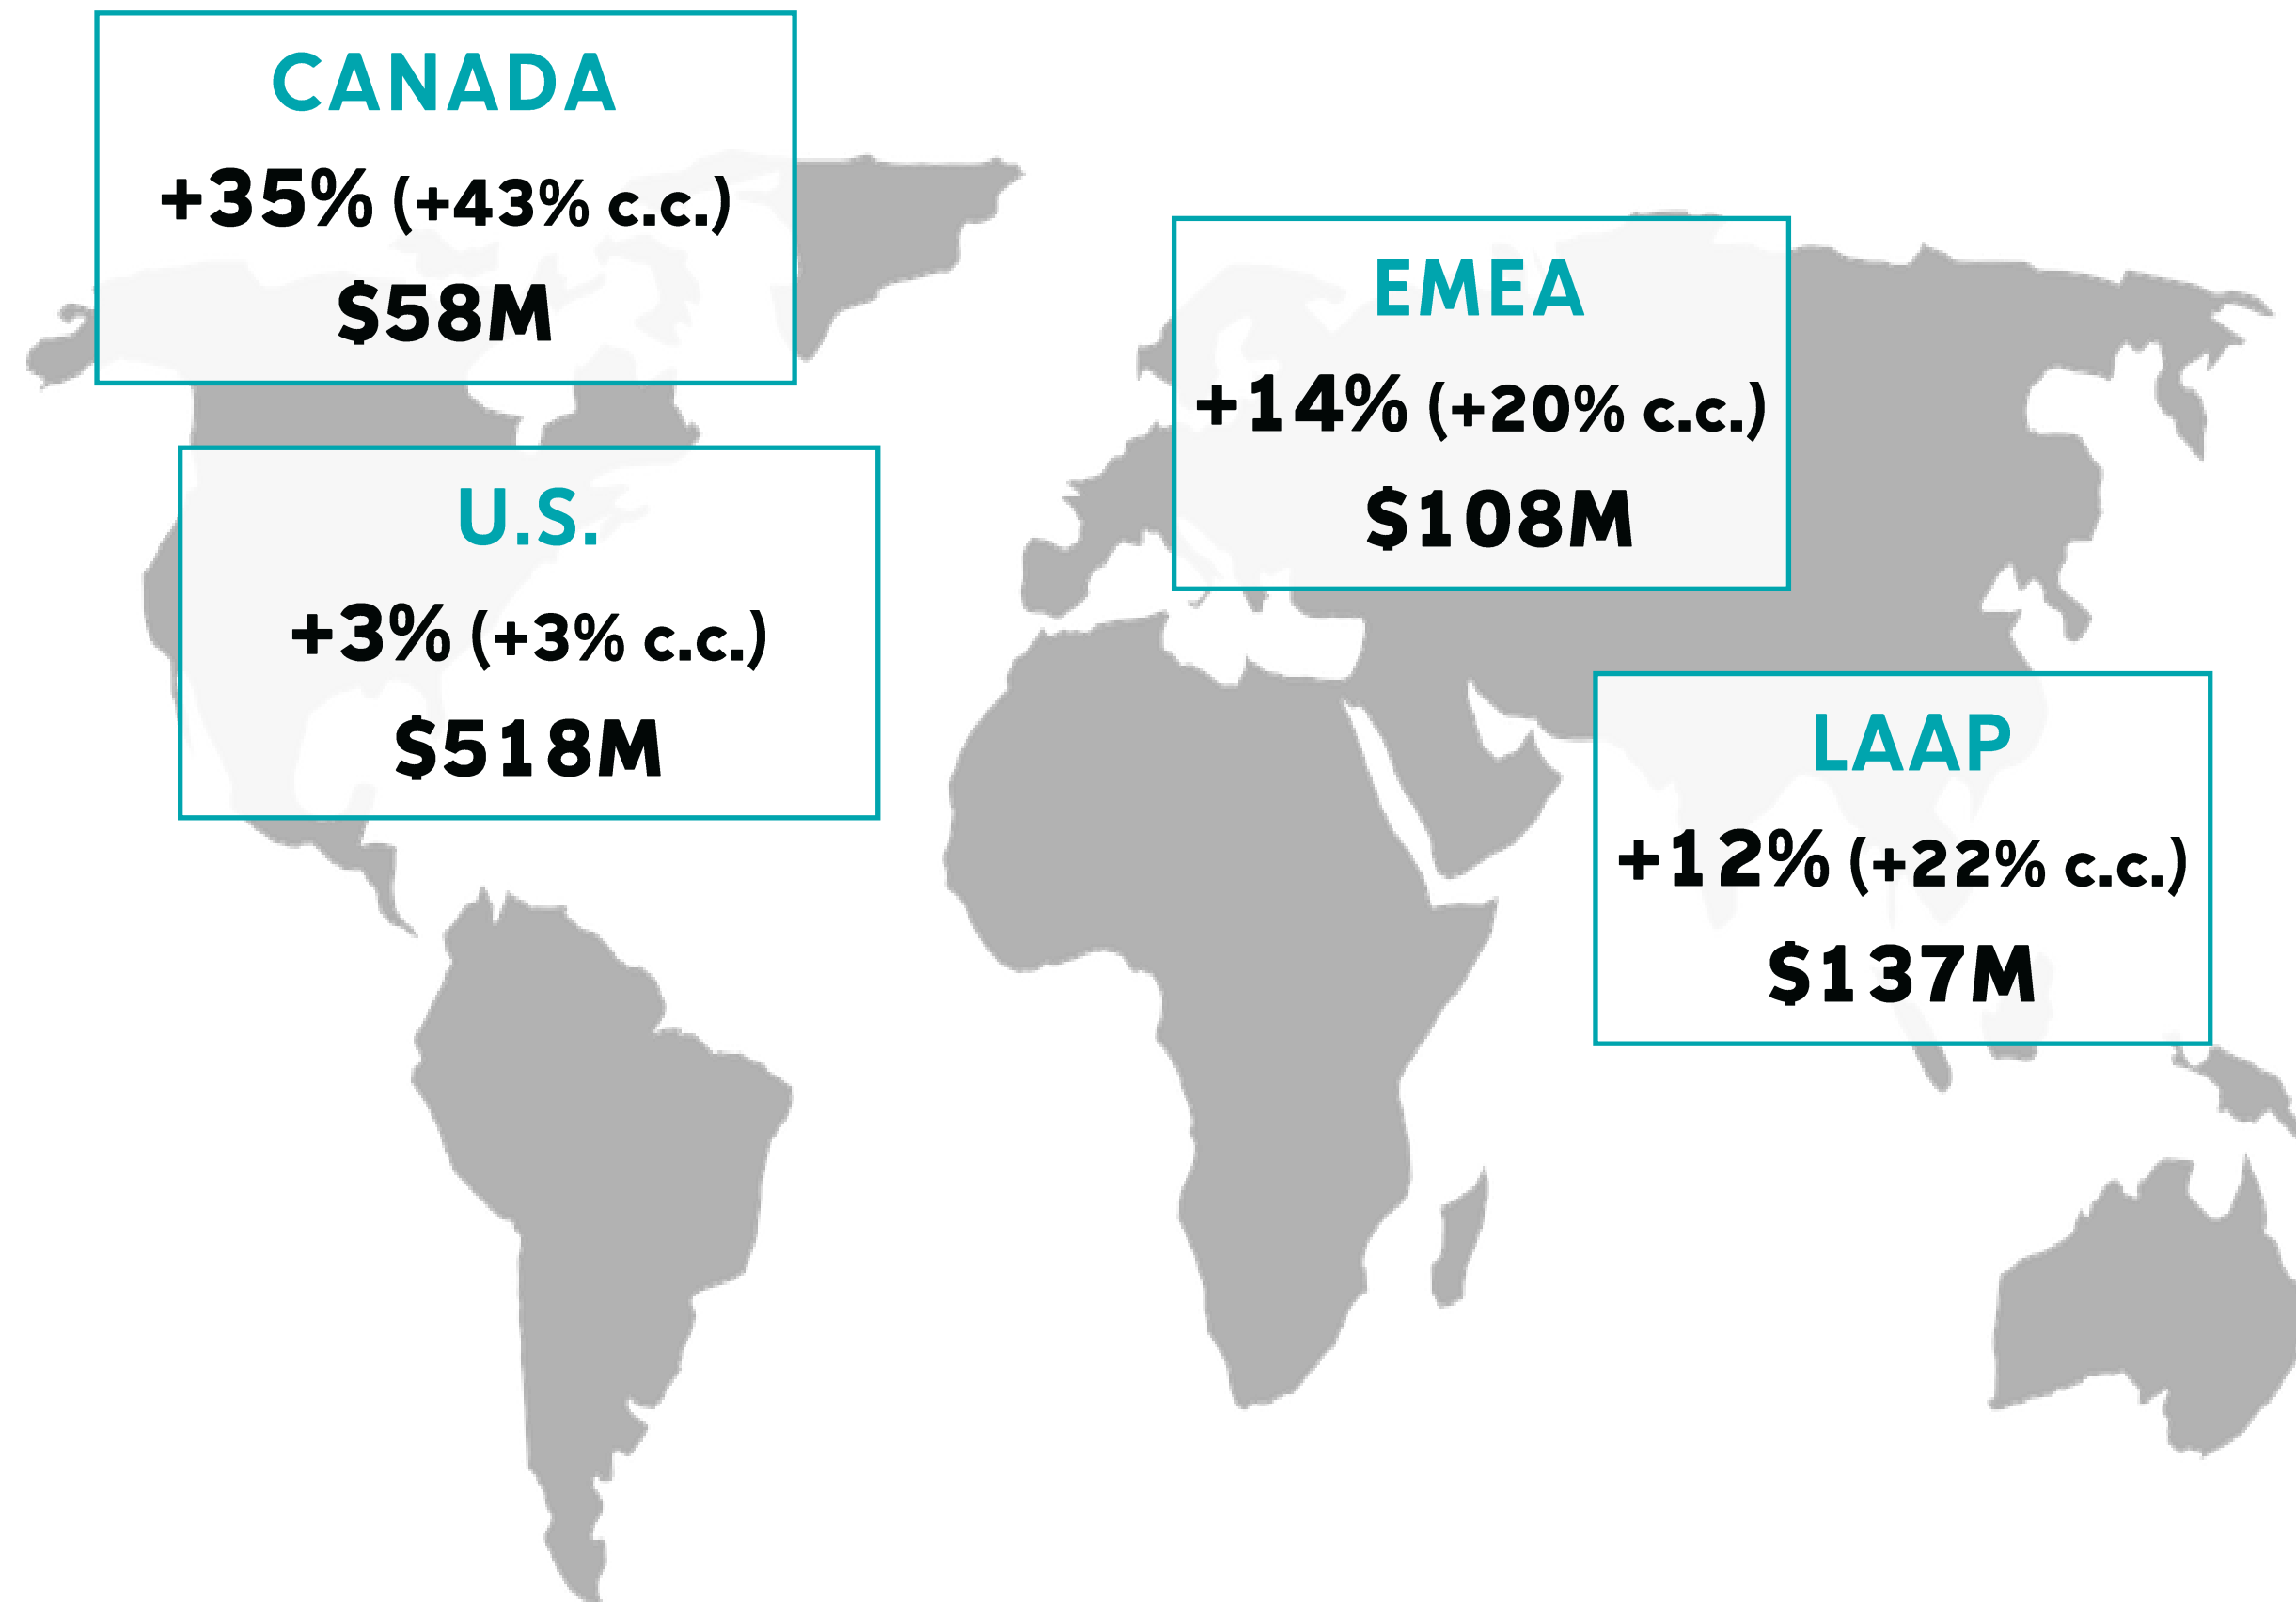 CANADA
+35% (+43% c.c.)
$58M
U.S.
+3% (+3% c.c.)
$518M
EMEA
+14% (+20% c.c.)
$108M
LAAP
+12% (+22% c.c.)
$137M